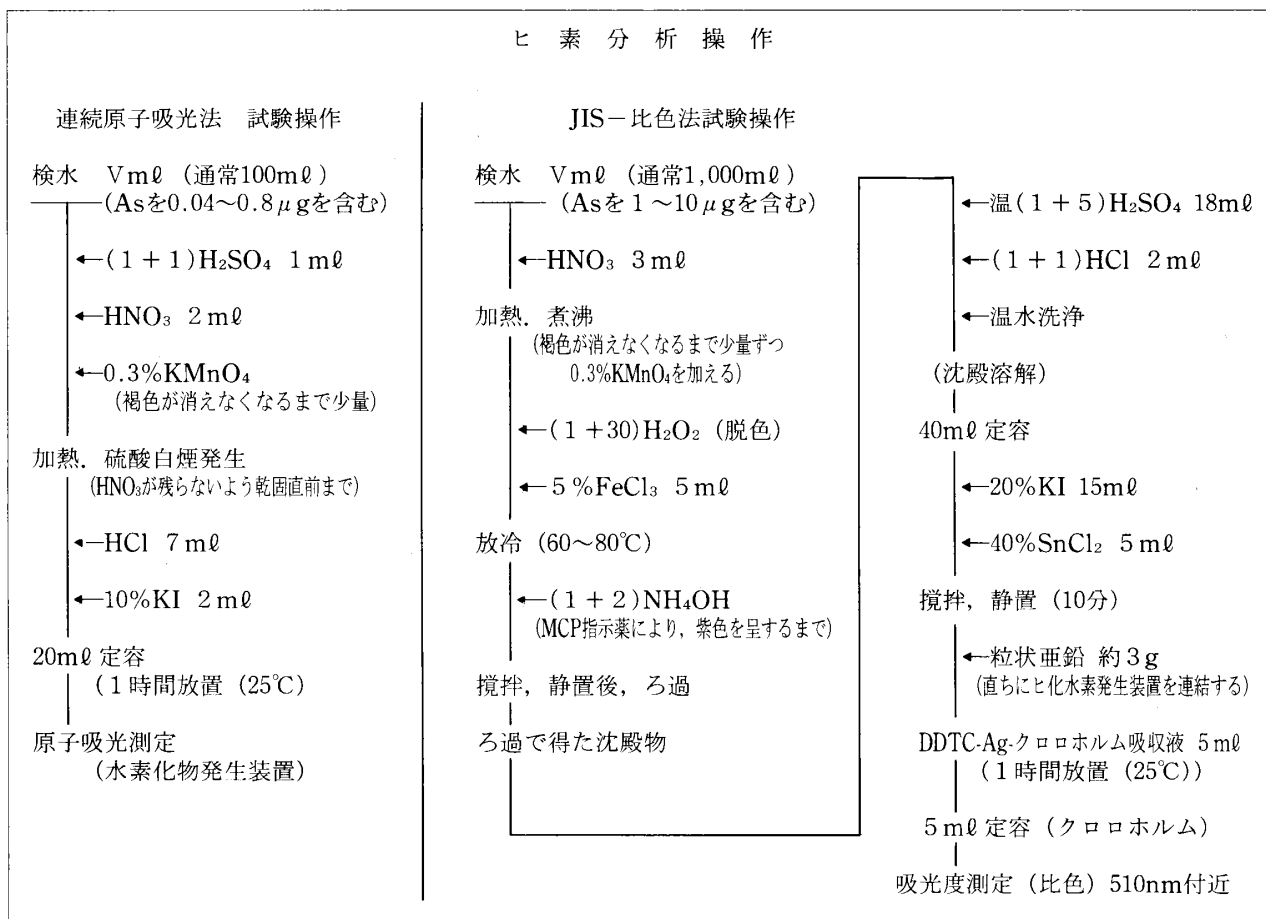 ヒ素分析操作
連続原子吸光法 試験操作
検水 Vmℓ (通常100mℓ)
(Asを0.04~0.8μgを含む)
←(1+1)H₂SO₄ 1mℓ
←HNO₃ 2mℓ
←0.3%KMnO₄
(褐色が消えなくなるまで少量)
加熱.硫酸白煙発生
(HNO₃が残らないよう乾固直前まで)
←HCl 7mℓ
←10%KI 2mℓ
20mℓ定容
(1時間放置 (25℃)
原子吸光測定
(水素化物発生装置)
JIS-比色法試験操作
検水 Vmℓ (通常1,000mℓ)
(Asを1~10μgを含む)
←HNO₃ 3mℓ
加熱.煮沸
(褐色が消えなくなるまで少量ずつ
0.3%KMnO₄を加える)
←(1+30)H₂O₂ (脱色)
←5%FeCl₃ 5mℓ
放冷 (60~80℃)
←(1+2)NH₄OH
(MCP指示薬により,紫色を呈するまで)
撹拌,静置後,ろ過
ろ過で得た沈殿物
←温(1+5)H₂SO₄ 18mℓ
←(1+1)HCl 2mℓ
←温水洗浄
(沈殿溶解)
40mℓ定容
←20%KI 15mℓ
←40%SnCl₂ 5mℓ
撹拌,静置 (10分)
←粒状亜鉛 約3g
(直ちにヒ化水素発生装置を連結する)
DDTC-Ag-クロロホルム吸収液 5mℓ
(1時間放置 (25℃))
5mℓ定容 (クロロホルム)
吸光度測定 (比色) 510nm付近